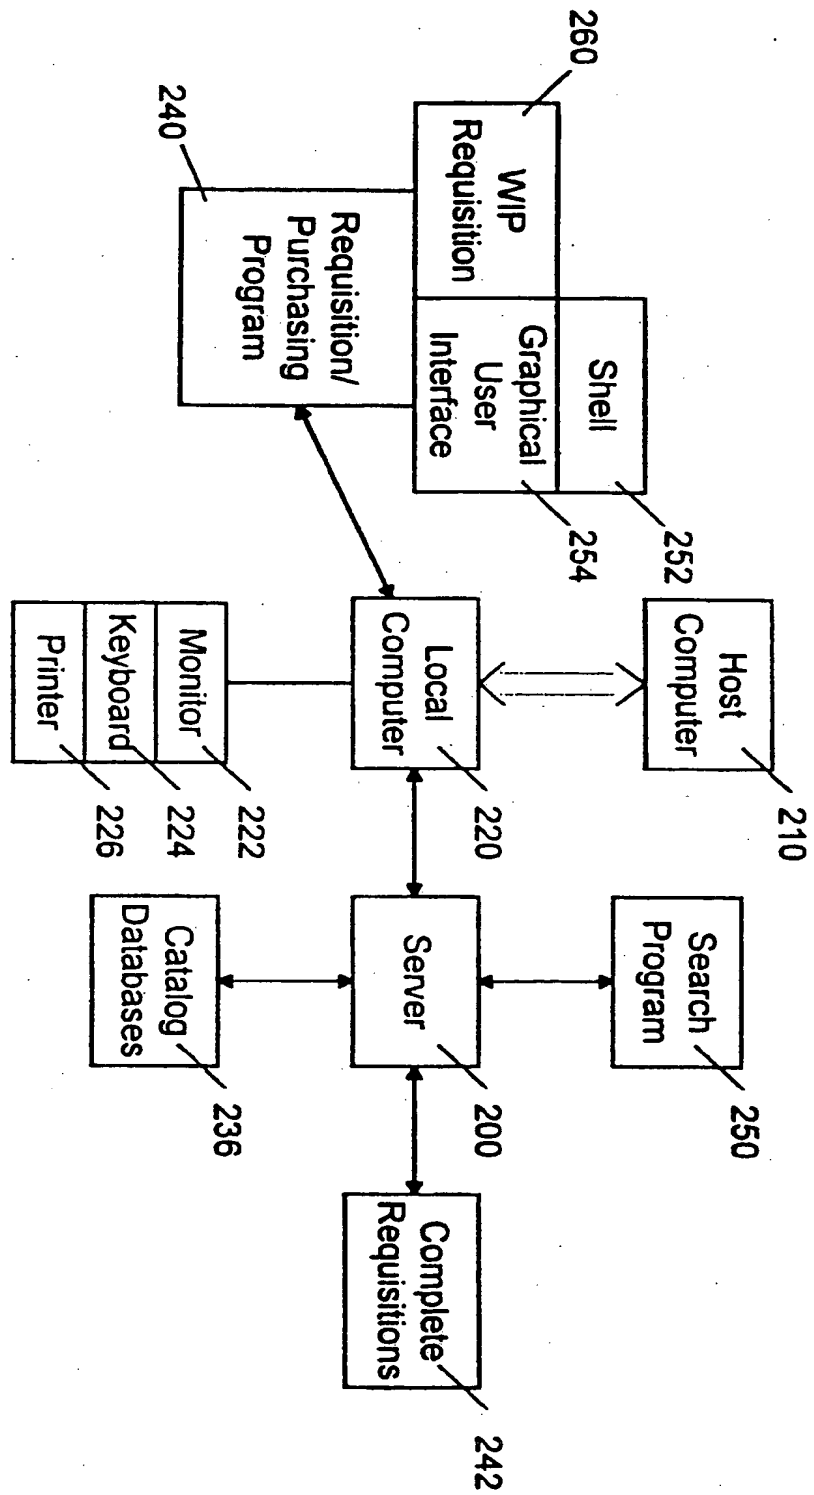 260
WIP
Requisition
Shell
252
Graphical
User
Interface
254
240
Requisition/
Purchasing
Program
Host
Computer
210
Local
Computer
220
Monitor
222
Keyboard
224
Printer
226
Search
Program
250
Server
200
Catalog
Databases
236
Complete
Requisitions
242